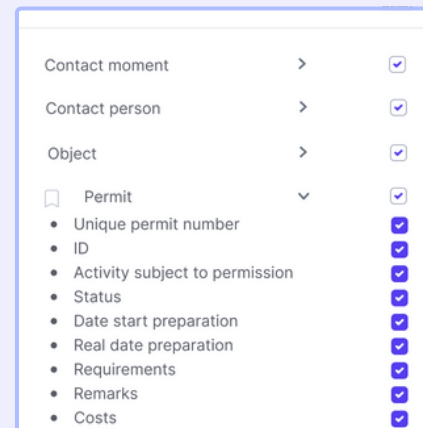 Contact moment
Contact person
Object
Permit
• Unique permit number
• ID
• Activity subject to permission
• Status
• Date start preparation
• Real date preparation
• Requirements
• Remarks
• Costs